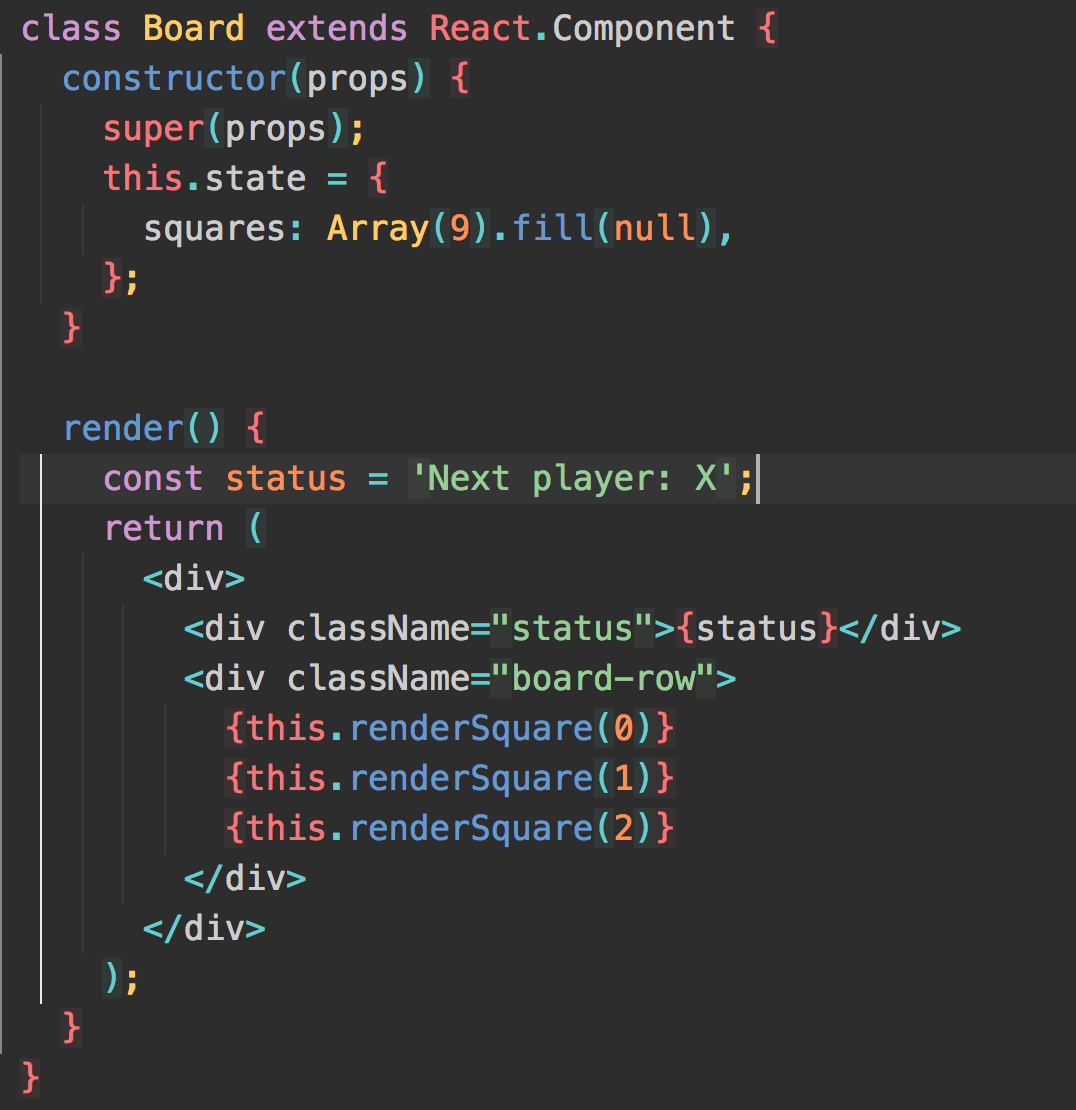 class Board extends React.Component {
  constructor(props) {
    super(props);
    this.state = {
      squares: Array(9).fill(null),
    };
  }

  render() {
    const status = 'Next player: X';
    return (
      <div>
        <div className="status">{status}</div>
        <div className="board-row">
          {this.renderSquare(0)}
          {this.renderSquare(1)}
          {this.renderSquare(2)}
        </div>
      </div>
    );
  }
}